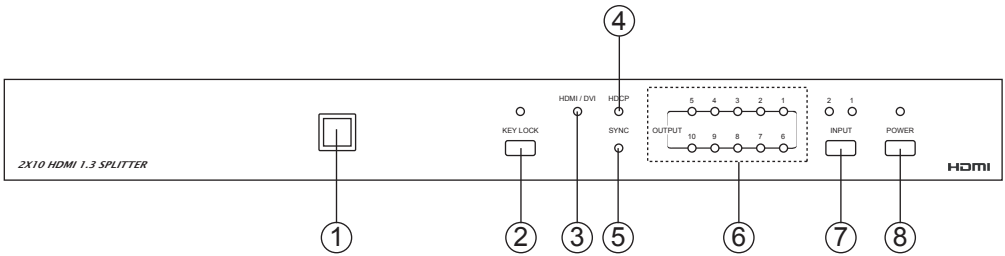 4
HDMI / DVI HDCP
5 4 3 2 1
2 1
KEY LOCK SYNC OUTPUT INPUT POWER
10 9 8 7 6
2X10 HDMI 1.3 SPLITTER
HDMI
1 2 3 5 6 7 8